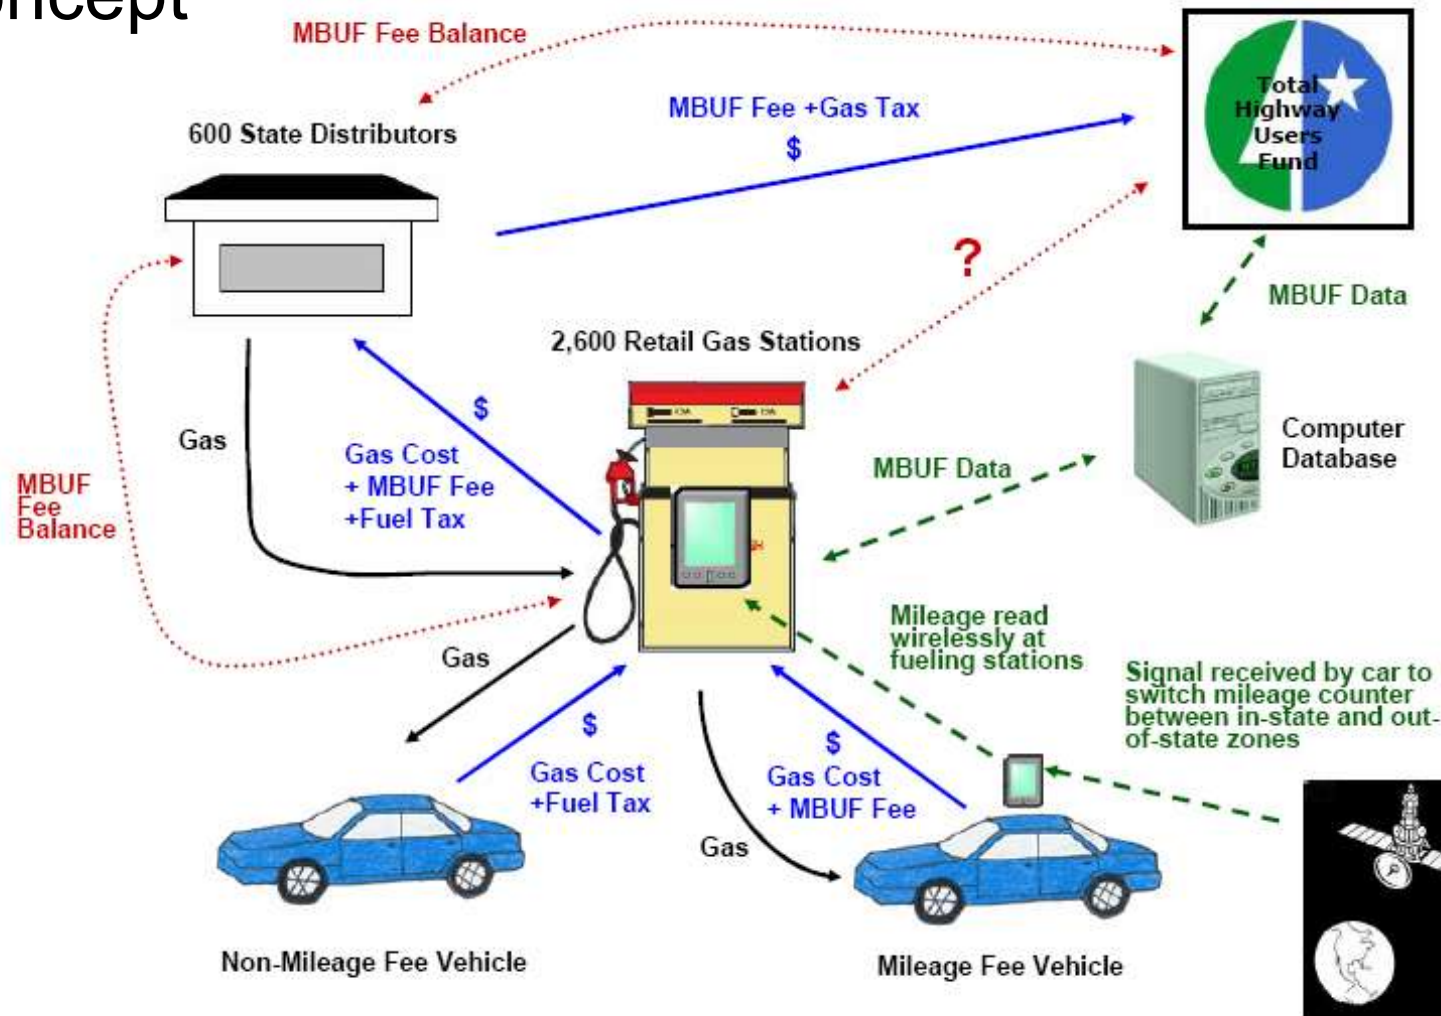 MBUF Fee Balance
MBUF Fee +Gas Tax
$
Total
Highway
Users
Fund
600 State Distributors
?
MBUF Data
2,600 Retail Gas Stations
$
Gas
Gas Cost
+ MBUF Fee
+Fuel Tax
MBUF Data
Computer
Database
MBUF
Fee
Balance
Mileage read
wirelessly at
fueling stations
Gas
Signal received by car to
switch mileage counter
between in-state and out-
of-state zones
$
Gas Cost
+Fuel Tax
$
Gas Cost
+ MBUF Fee
Gas
Non-Mileage Fee Vehicle
Mileage Fee Vehicle